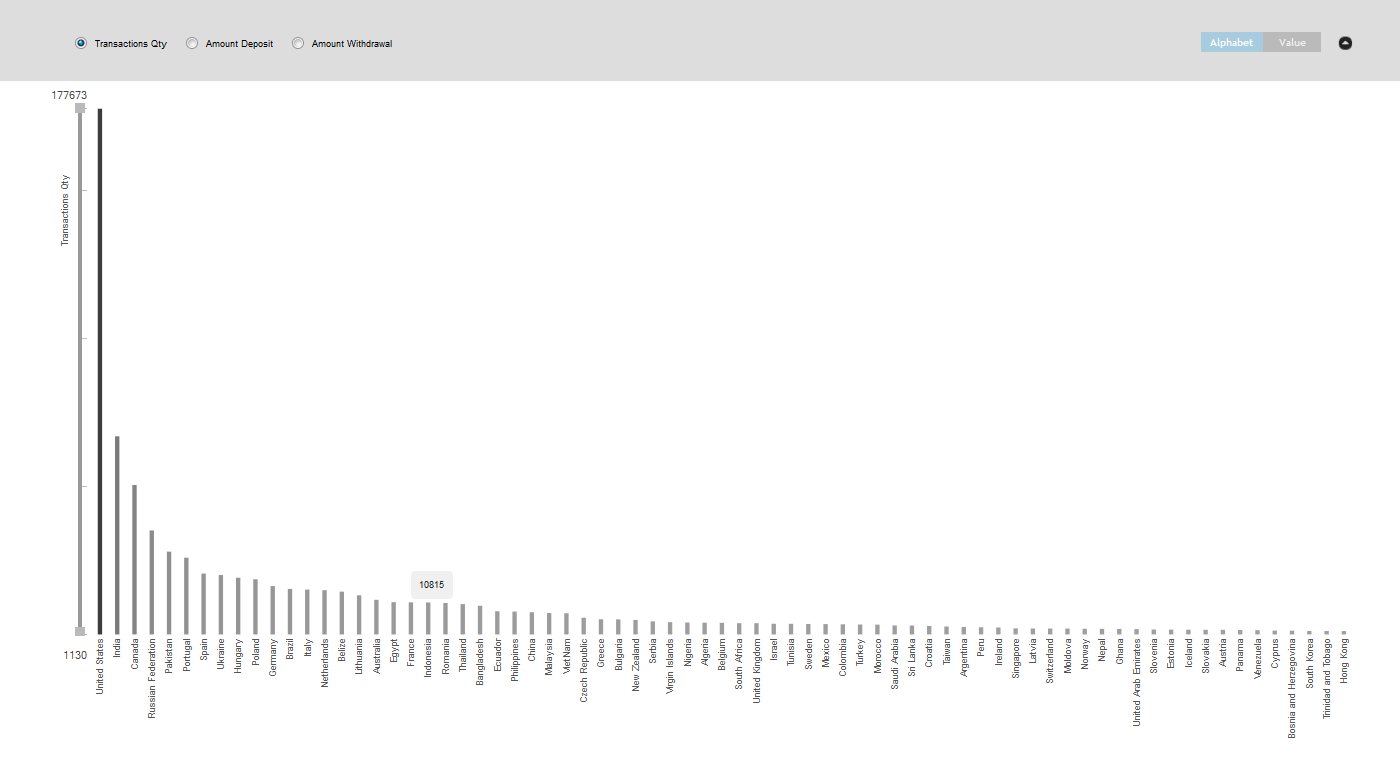 Transactions Qty
Amount Deposit
Amount Withdrawal
Alphabet
Value
177673
Transactions Qty
10815
1130
United States
India
Canada
Russian Federation
Pakistan
Portugal
Spain
Ukraine
Hungary
Poland
Germany
Brazil
Italy
Netherlands
Belize
Lithuania
Australia
Egypt
France
Indonesia
Romania
Thailand
Bangladesh
Ecuador
Philippines
China
Malaysia
VietNam
Czech Republic
Greece
Bulgaria
New Zealand
Serbia
Virgin Islands
Nigeria
Algeria
Belgium
South Africa
United Kingdom
Israel
Tunisia
Sweden
Mexico
Colombia
Turkey
Morocco
Saudi Arabia
Sri Lanka
Croatia
Taiwan
Argentina
Peru
Ireland
Singapore
Latvia
Switzerland
Moldova
Norway
Nepal
Ghana
United Arab Emirates
Slovenia
Estonia
Iceland
Slovakia
Austria
Panama
Venezuela
Cyprus
Bosnia and Herzegovina
South Korea
Trinidad and Tobago
Hong Kong